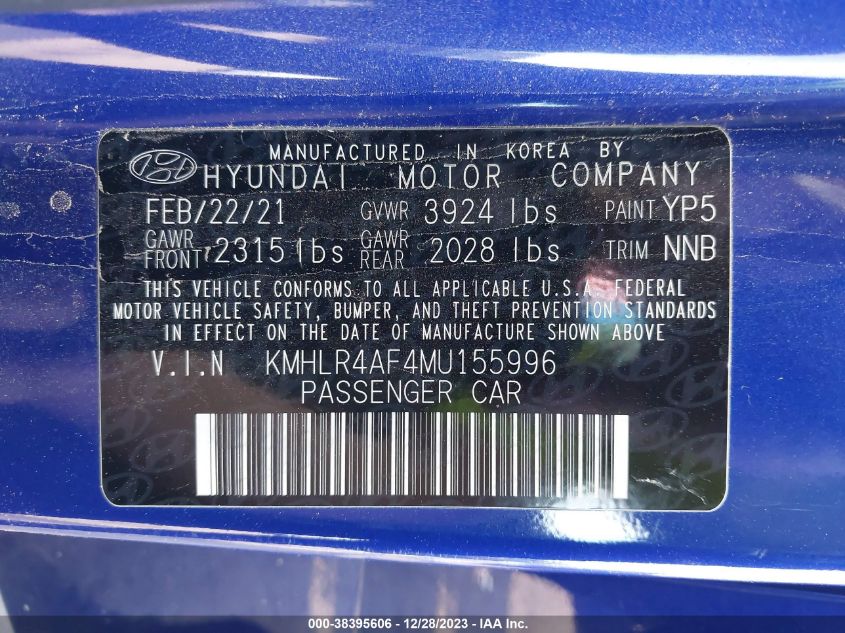 MANUFACTURED IN KOREA BY
HYUNDAI MOTOR COMPANY
FEB/22/21 GVWR 3924 lbs PAINT YP5
GAWR FRONT 2315 lbs GAWR REAR 2028 lbs TRIM NNB
THIS VEHICLE CONFORMS TO ALL APPLICABLE U.S.A. FEDERAL
MOTOR VEHICLE SAFETY, BUMPER, AND THEFT PREVENTION STANDARDS
IN EFFECT ON THE DATE OF MANUFACTURE SHOWN ABOVE
V.I.N KMHLR4AF4MU155996
PASSENGER CAR
000-38395606 – 12/28/2023 – IAA Inc.